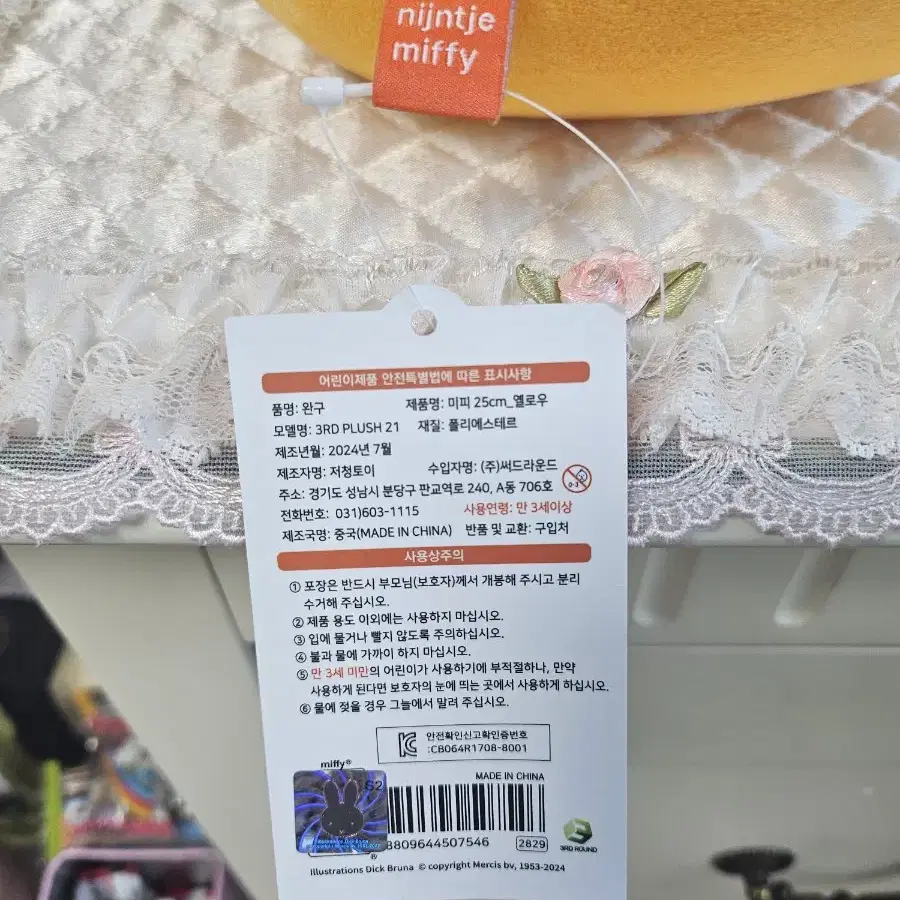 nijntje
miffy
어린이제품 안전특별법에 따른 표시사항
품명: 완구 제품명: 미피 25cm_옐로우
모델명: 3RD PLUSH 21 재질: 폴리에스테르
제조년월: 2024년 7월
제조자명: 저청토이 수입자명: (주)써드라운드
0-3
주소: 경기도 성남시 분당구 판교역로 240, A동 706호
전화번호: 031)603-1115 사용연령: 만 3세이상
제조국명: 중국(MADE IN CHINA) 반품 및 교환: 구입처
사용상주의
① 포장은 반드시 부모님(보호자)께서 개봉해 주시고 분리
수거해 주십시오.
② 제품 용도 이외에는 사용하지 마십시오.
③ 입에 물거나 빨지 않도록 주의하십시오.
④ 불과 물에 가까이 하지 마십시오.
⑤ 만 3세 미만의 어린이가 사용하기에 부적절하나, 만약
사용하게 된다면 보호자의 눈에 띄는 곳에서 사용하게 하십시오.
⑥ 물에 젖을 경우 그늘에서 말려 주십시오.
안전확인신고확인증번호
:CB064R1708-8001
miffy®
MADE IN CHINA
S2
809644507546
2829
3RD ROUND
®
Illustrations Dick Bruna © copyright Mercis bv, 1953-2024